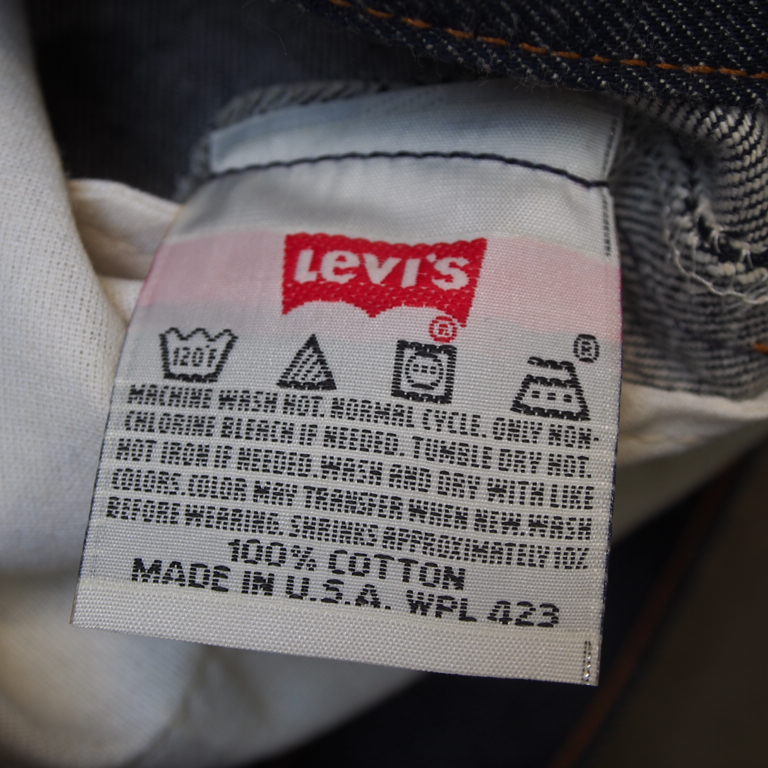 LEVI'S
®
120F
®
MACHINE WASH HOT. NORMAL CYCLE. ONLY NON-
CHLORINE BLEACH IF NEEDED. TUMBLE DRY HOT.
HOT IRON IF NEEDED. WASH AND DRY WITH LIKE
COLORS. COLOR MAY TRANSFER WHEN NEW. WASH
BEFORE WEARING. SHRINKS APPROXIMATELY 10%.
100% COTTON
MADE IN U.S.A. WPL 423